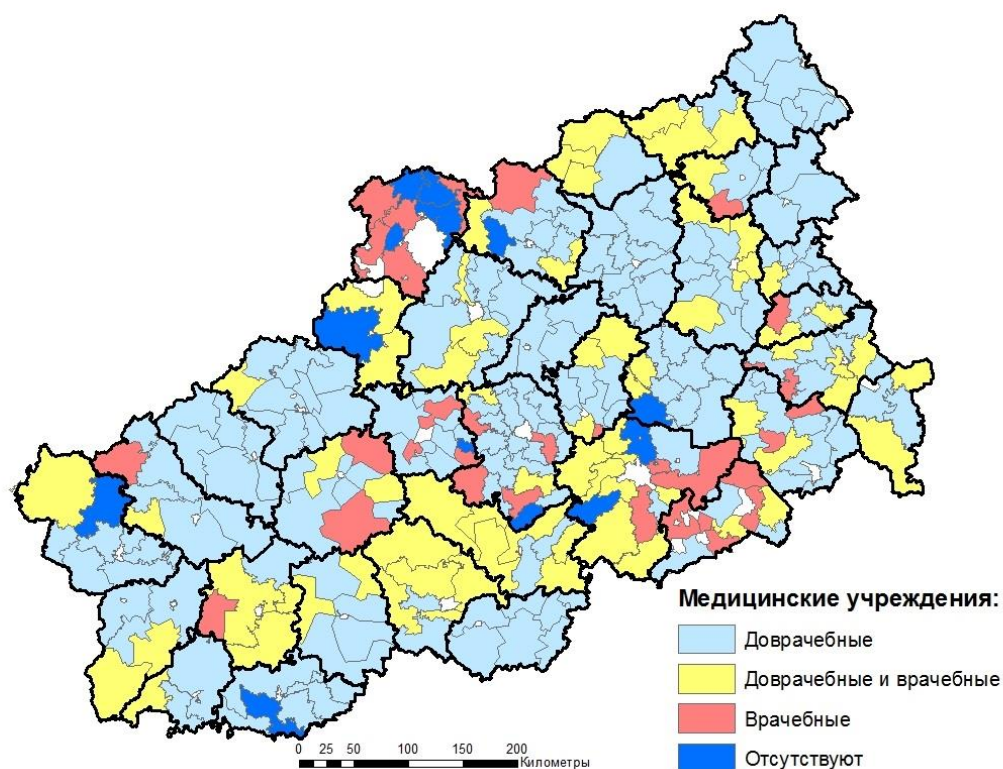 Медицинские учреждения:
Доврачебные
Доврачебные и врачебные
Врачебные
Отсутствуют
0 25 50 100 150 200
Километры